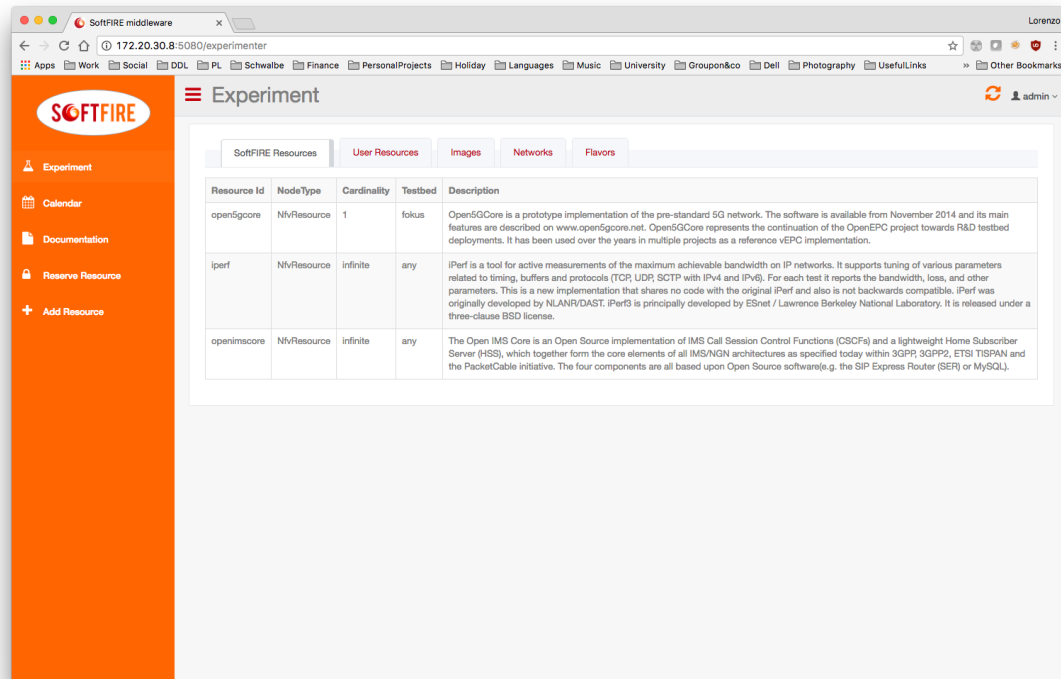 SoftFIRE middleware
Lorenzo
172.20.30.8:5080/experimenter
Apps Work Social DDL PL Schwalbe Finance PersonalProjects Holiday Languages Music University Groupon&co Dell Photography UsefulLinks » Other Bookmarks
SOFTFIRE
Experiment
admin
Experiment
Calendar
Documentation
Reserve Resource
Add Resource
SoftFIRE Resources User Resources Images Networks Flavors
Resource Id NodeType Cardinality Testbed Description
open5gcore NfvResource 1 fokus Open5GCore is a prototype implementation of the pre-standard 5G network. The software is available from November 2014 and its main
features are described on www.open5gcore.net. Open5GCore represents the continuation of the OpenEPC project towards R&D testbed
deployments. It has been used over the years in multiple projects as a reference vEPC implementation.
iperf NfvResource infinite any iPerf is a tool for active measurements of the maximum achievable bandwidth on IP networks. It supports tuning of various parameters
related to timing, buffers and protocols (TCP, UDP, SCTP with IPv4 and IPv6). For each test it reports the bandwidth, loss, and other
parameters. This is a new implementation that shares no code with the original iPerf and also is not backwards compatible. iPerf was
originally developed by NLANR/DAST. iPerf3 is principally developed by ESnet / Lawrence Berkeley National Laboratory. It is released under a
three-clause BSD license.
openimscore NfvResource infinite any The Open IMS Core is an Open Source implementation of IMS Call Session Control Functions (CSCFs) and a lightweight Home Subscriber
Server (HSS), which together form the core elements of all IMS/NGN architectures as specified today within 3GPP, 3GPP2, ETSI TISPAN and
the PacketCable initiative. The four components are all based upon Open Source software(e.g. the SIP Express Router (SER) or MySQL).